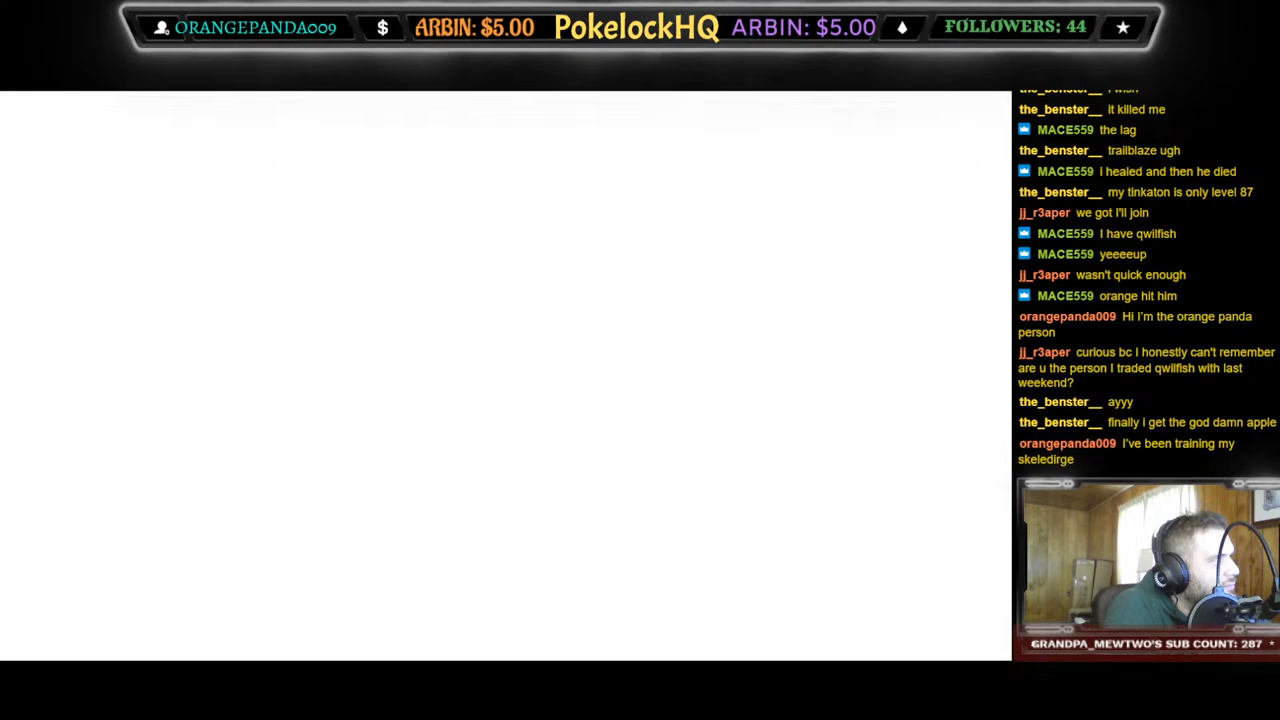 ORANGEPANDA009 $ ARBIN: $5.00 PokelockHQ ARBIN: $5.00 FOLLOWERS: 44
the_benster__ I wish
the_benster__ it killed me
MACE559 the lag
the_benster__ trailblaze ugh
MACE559 i healed and then he died
the_benster__ my tinkaton is only level 87
jj_r3aper we got I'll join
MACE559 I have qwilfish
MACE559 yeeeeup
jj_r3aper wasn't quick enough
MACE559 orange hit him
orangepanda009 Hi I'm the orange panda
person
jj_r3aper curious bc I honestly can't remember
are u the person I traded qwilfish with last
weekend?
the_benster__ ayyy
the_benster__ finally i get the god damn apple
orangepanda009 I've been training my
skeledirge
GRANDPA_MEWTWO'S SUB COUNT: 287 *